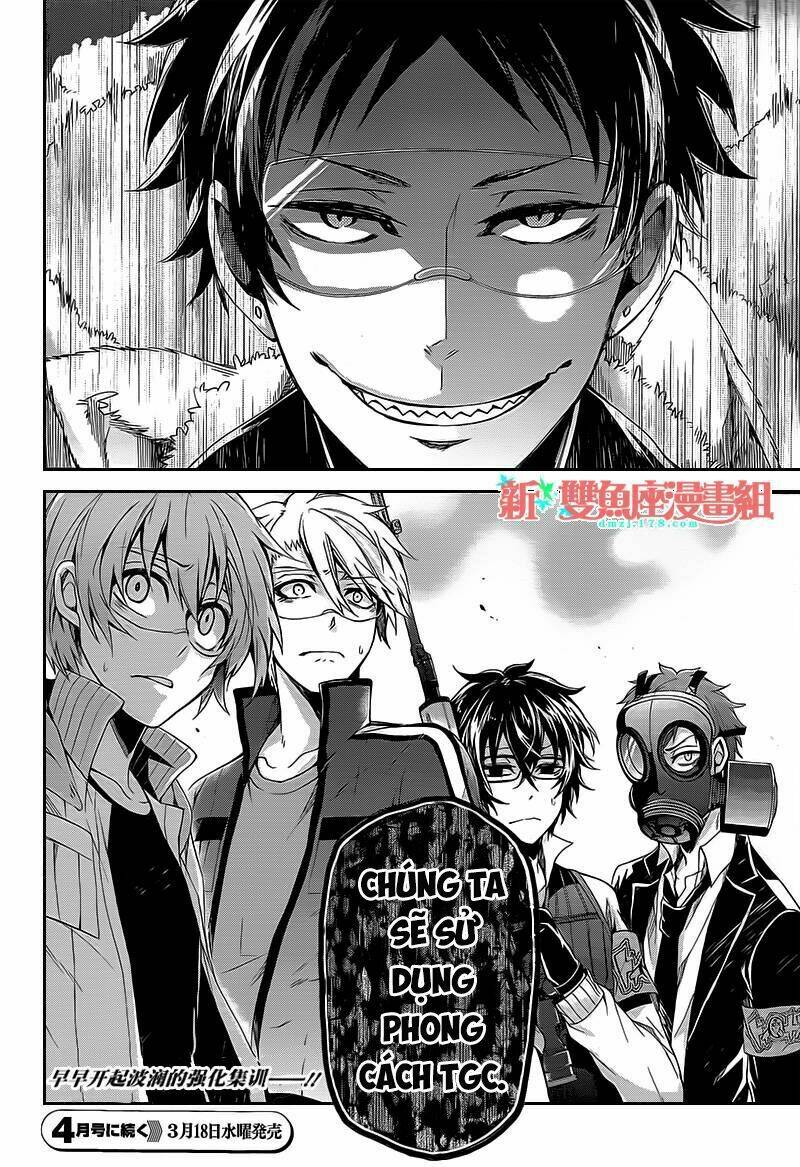 新☆雙魚座漫畫組
dmzj.178.com
CHÚNG TA
SẼ SỬ
DỤNG
PHONG
CÁCH TGC.
早早开起波澜的强化集训——!!
4月号に続く 3月18日水曜発売